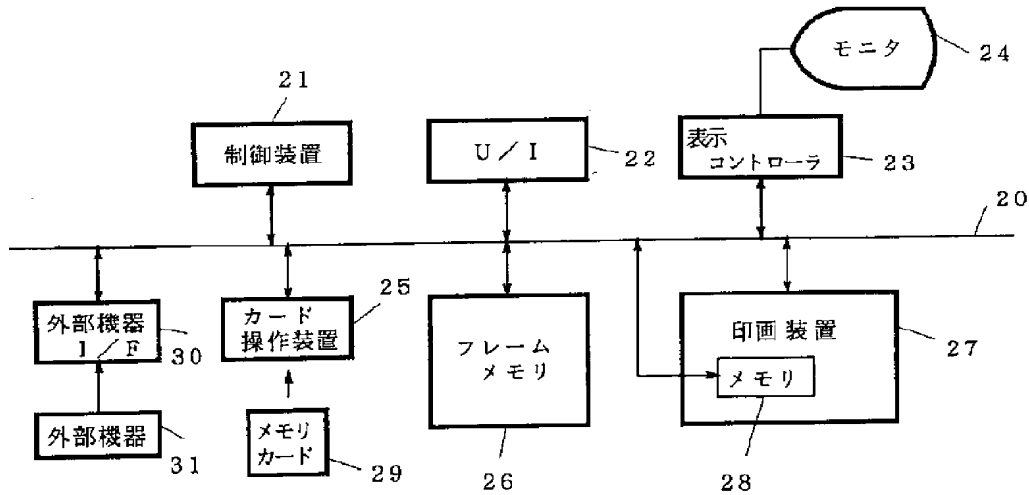 モニタ
24
21
制御装置
U／I
22
表示
コントローラ
23
20
外部機器
I／F
30
カード
操作装置
25
フレーム
メモリ
印画装置
27
メモリ
外部機器
31
メモリ
カード
29
26
28